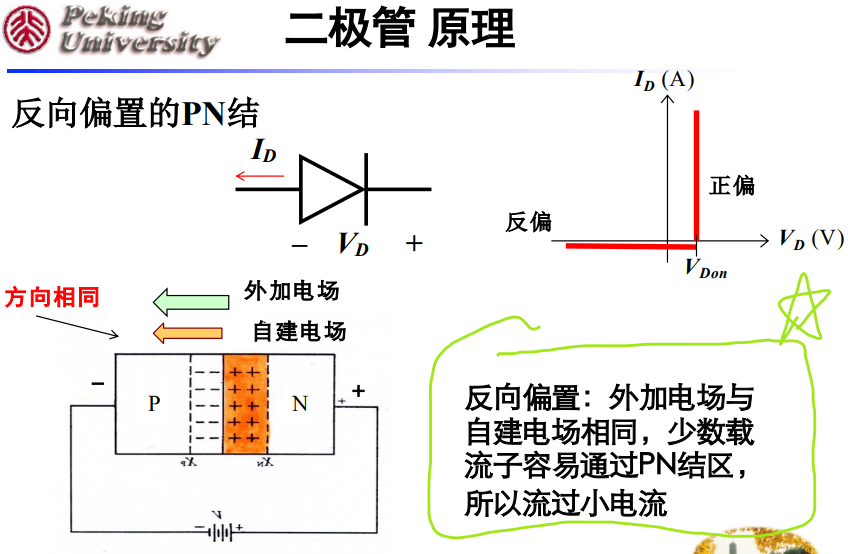 Peking
University
二极管 原理
反向偏置的PN结
I_D
− V_D +
I_D (A)
正偏
反偏
V_D (V)
V_Don
方向相同
外加电场
自建电场
− P N + +
− − + +
− − + +
− − + +
− − + +
− − + +
− +
反向偏置：外加电场与
自建电场相同，少数载
流子容易通过PN结区，
所以流过小电流